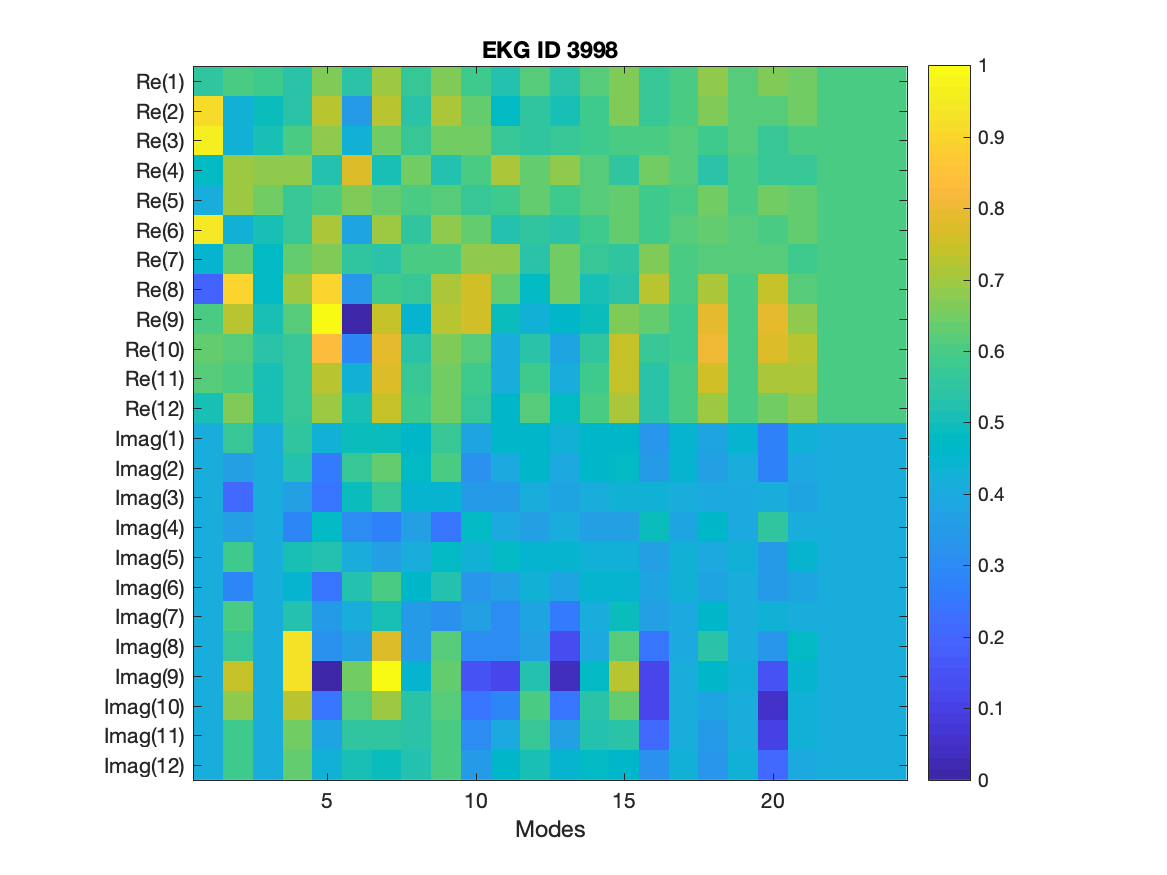 EKG ID 3998
Re(1)
Re(2)
Re(3)
Re(4)
Re(5)
Re(6)
Re(7)
Re(8)
Re(9)
Re(10)
Re(11)
Re(12)
Imag(1)
Imag(2)
Imag(3)
Imag(4)
Imag(5)
Imag(6)
Imag(7)
Imag(8)
Imag(9)
Imag(10)
Imag(11)
Imag(12)
5 10 15 20
Modes
1
0.9
0.8
0.7
0.6
0.5
0.4
0.3
0.2
0.1
0